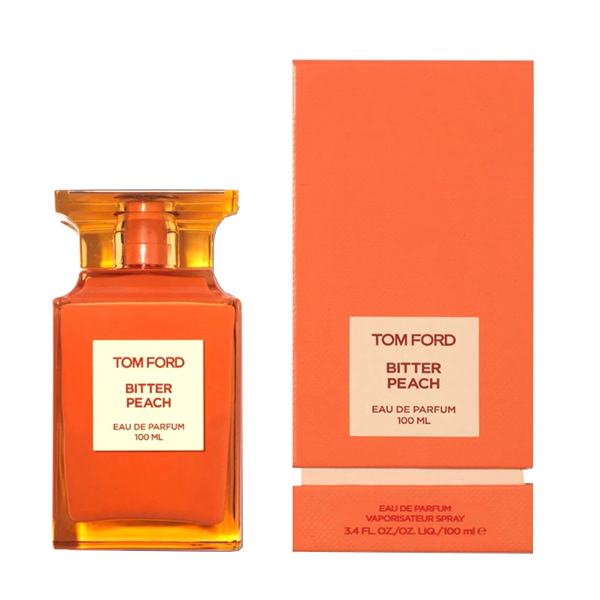 TOM FORD
BITTER
PEACH
EAU DE PARFUM
100 ML
TOM FORD
BITTER
PEACH
EAU DE PARFUM
100 ML
EAU DE PARFUM
VAPORISATEUR SPRAY
3.4 FL. OZ./OZ. LIQ./100 ml ℮